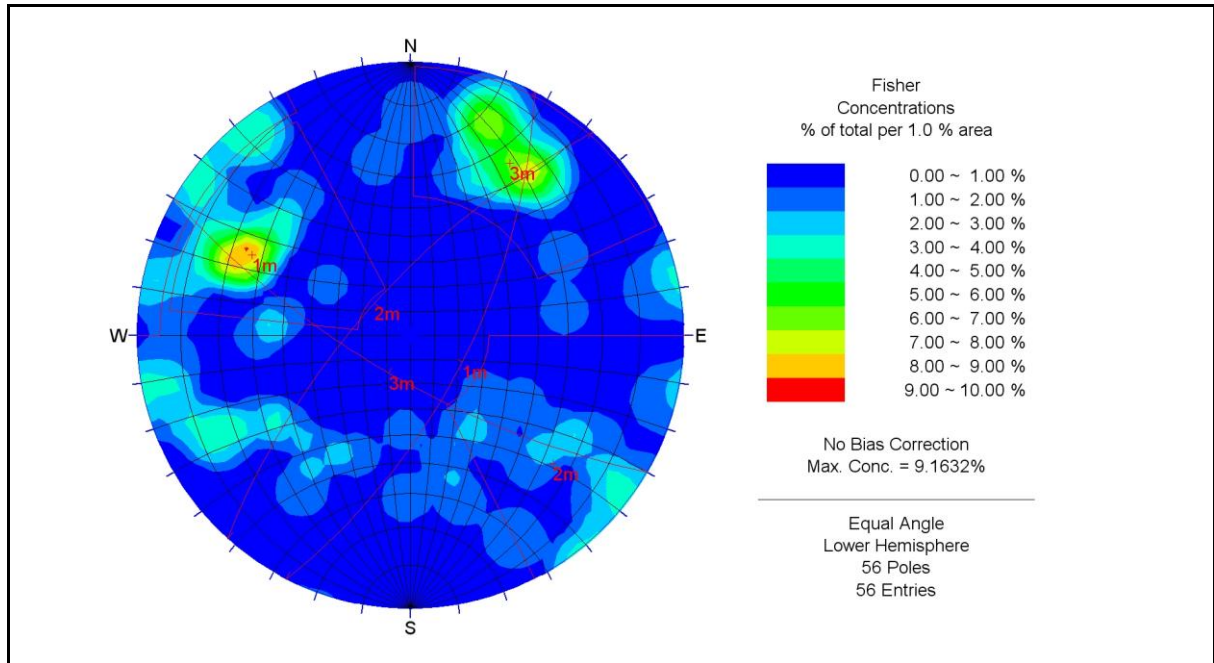 N
3m
1m
2m
W
E
3m
1m
2m
S
Fisher
Concentrations
% of total per 1.0 % area
0.00 ~ 1.00 %
1.00 ~ 2.00 %
2.00 ~ 3.00 %
3.00 ~ 4.00 %
4.00 ~ 5.00 %
5.00 ~ 6.00 %
6.00 ~ 7.00 %
7.00 ~ 8.00 %
8.00 ~ 9.00 %
9.00 ~ 10.00 %
No Bias Correction
Max. Conc. = 9.1632%
Equal Angle
Lower Hemisphere
56 Poles
56 Entries